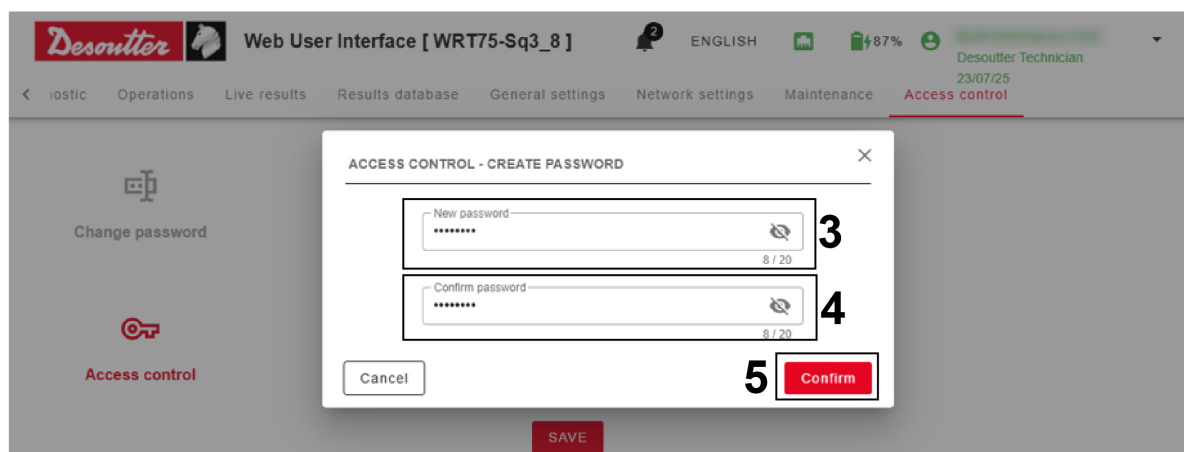 Desoutter Web User Interface [ WRT75-Sq3_8 ] 2 ENGLISH 87%
Desoutter Technician
23/07/25
nostic Operations Live results Results database General settings Network settings Maintenance Access control
ACCESS CONTROL - CREATE PASSWORD
New password
•••••••• 3
8 / 20
Change password
Confirm password
•••••••• 4
8 / 20
Access control
Cancel 5 Confirm
SAVE